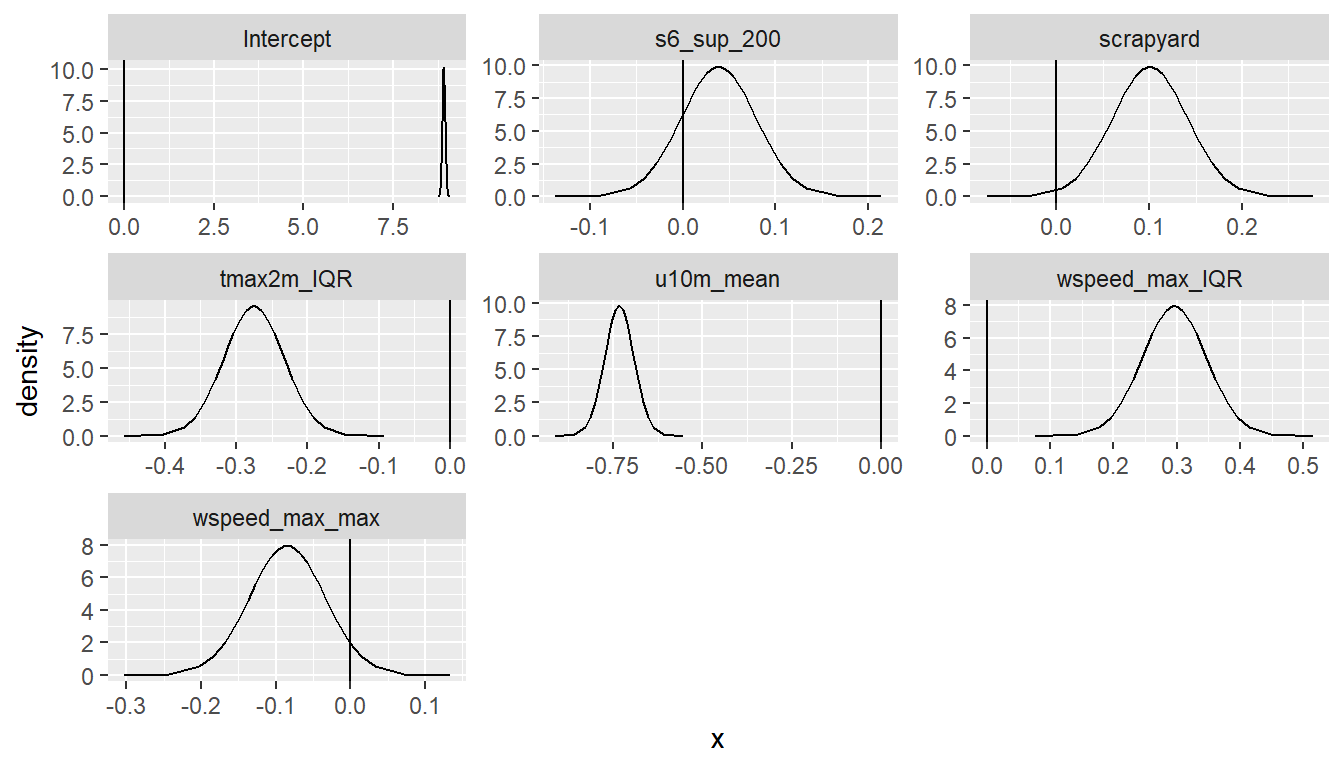 Intercept s6_sup_200 scrapyard
10.0 10.0 10.0
7.5 7.5 7.5
5.0 5.0 5.0
2.5 2.5 2.5
0.0 0.0 0.0
0.0 2.5 5.0 7.5 -0.1 0.0 0.1 0.2 0.0 0.1 0.2
tmax2m_IQR u10m_mean wspeed_max_IQR
10.0 8
7.5 7.5 6
5.0 5.0 4
2.5 2.5 2
0.0 0.0 0
-0.4 -0.3 -0.2 -0.1 0.0 -0.75 -0.50 -0.25 0.00 0.0 0.1 0.2 0.3 0.4 0.5
density
wspeed_max_max
8
6
4
2
0
-0.3 -0.2 -0.1 0.0 0.1
x